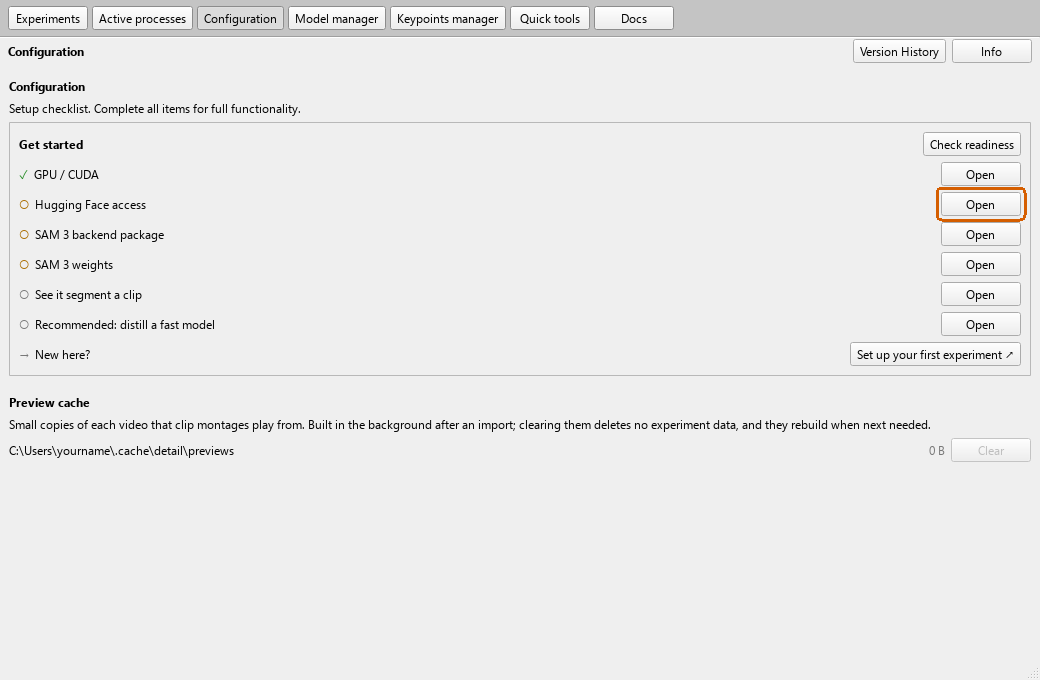 Experiments Active processes Configuration Model manager Keypoints manager Quick tools Docs
Configuration Version History Info
Configuration
Setup checklist. Complete all items for full functionality.
Get started Check readiness
✓ GPU / CUDA Open
Hugging Face access Open
SAM 3 backend package Open
SAM 3 weights Open
See it segment a clip Open
Recommended: distill a fast model Open
→ New here? Set up your first experiment ↗
Preview cache
Small copies of each video that clip montages play from. Built in the background after an import; clearing them deletes no experiment data, and they rebuild when next needed.
C:\Users\yourname\.cache\detail\previews 0 B Clear